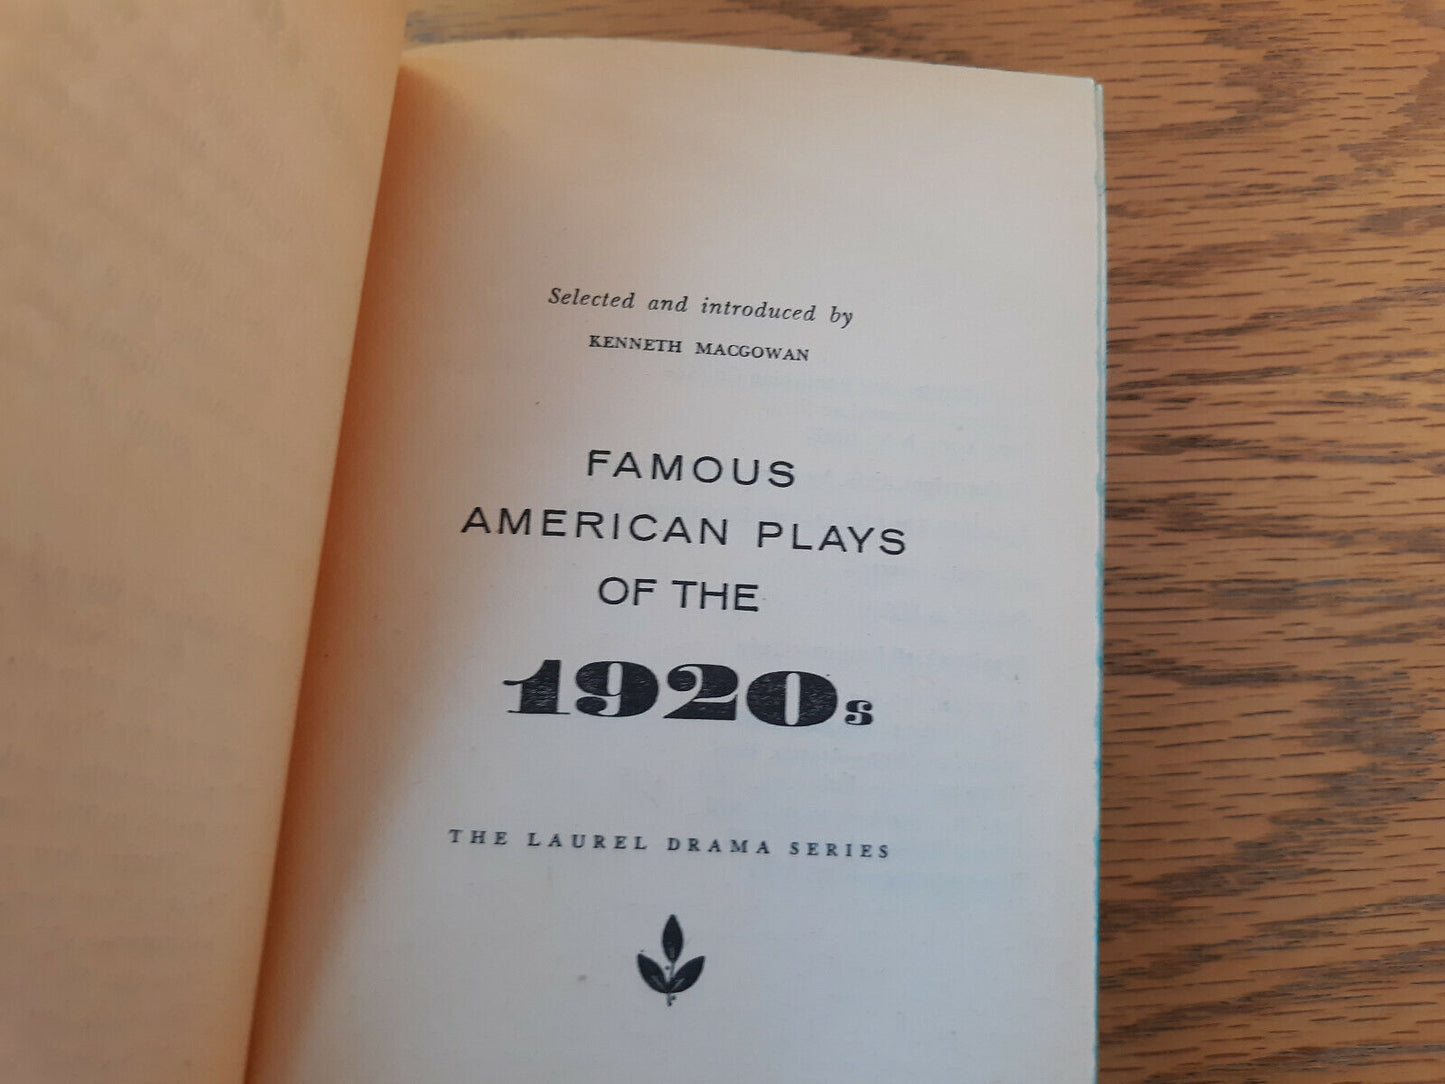 Selected and introduced by
KENNETH MACGOWAN
FAMOUS
AMERICAN PLAYS
OF THE
1920s
THE LAUREL DRAMA SERIES